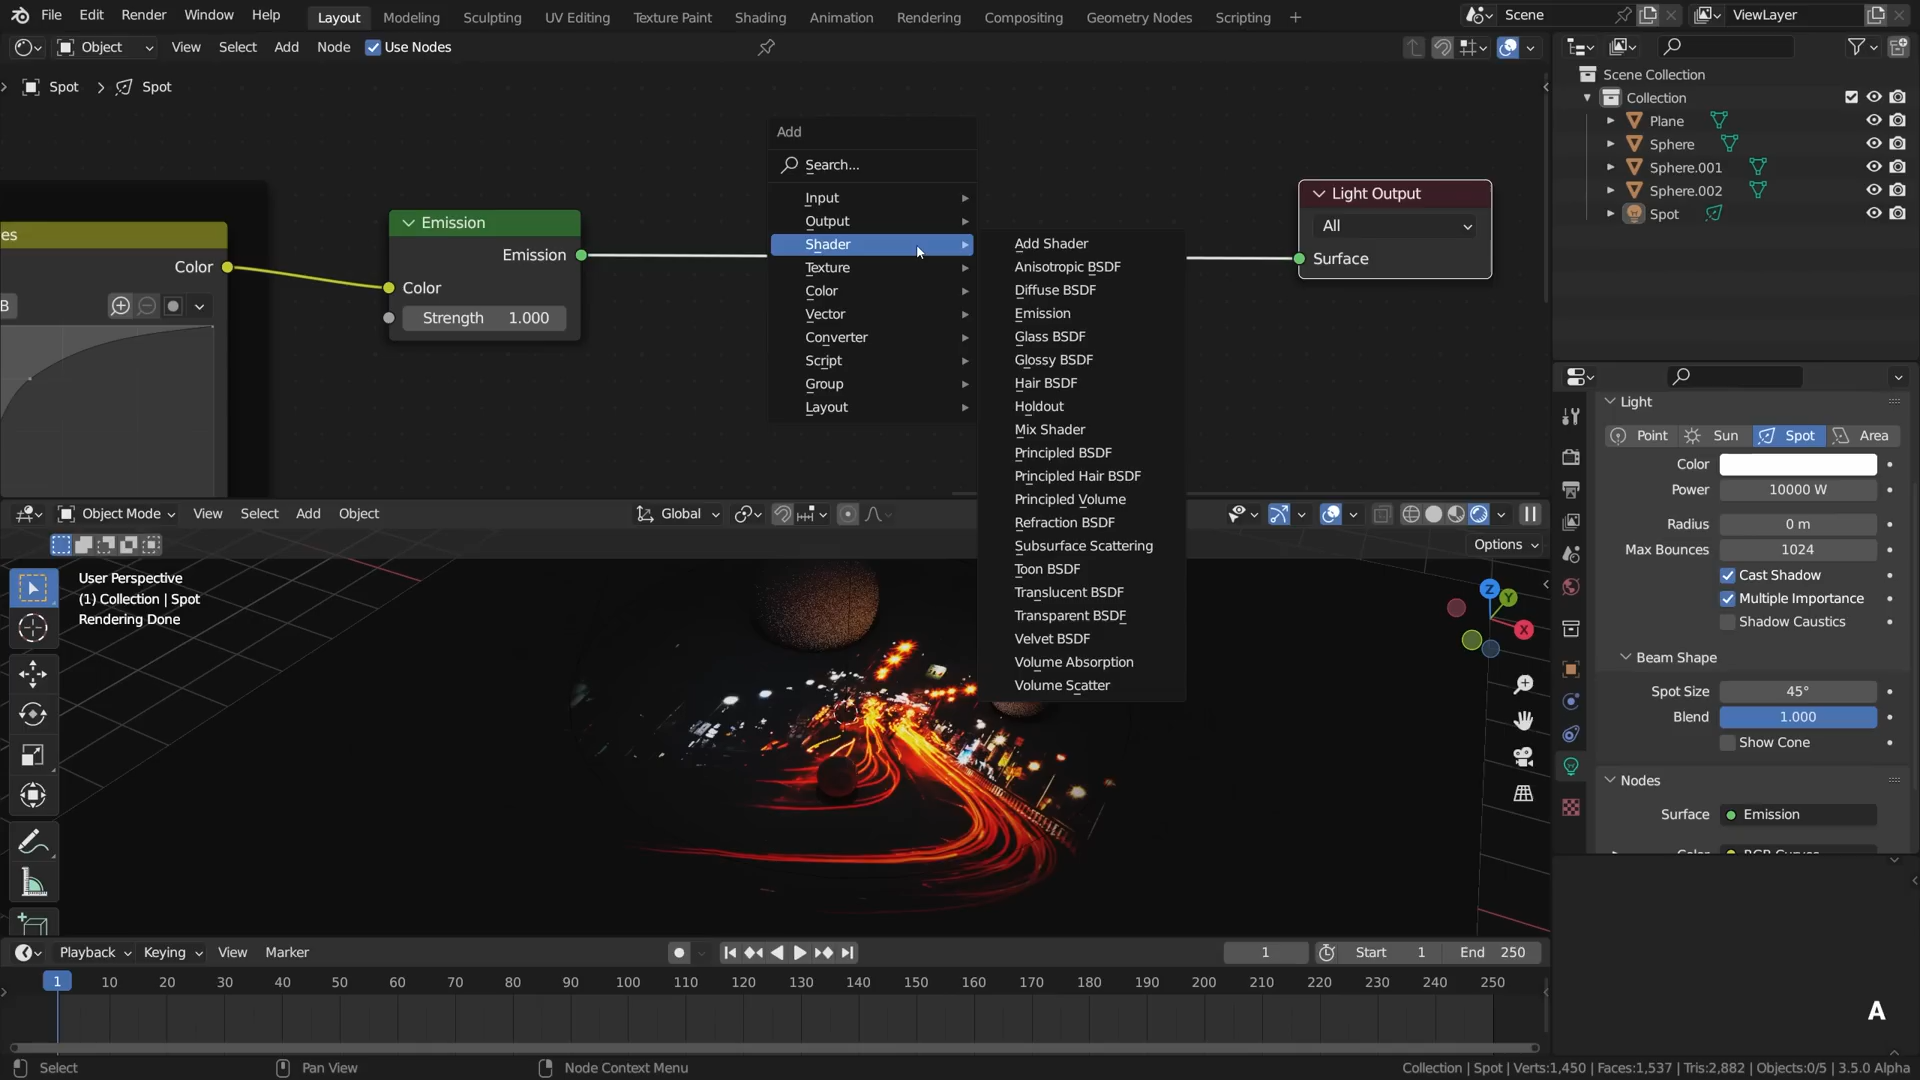 File Edit Render Window Help Layout Modeling Sculpting UV Editing Texture Paint Shading Animation Rendering Compositing Geometry Nodes Scripting + Scene ViewLayer
Object View Select Add Node Use Nodes
Spot > Spot
Scene Collection
Collection
Plane
Sphere
Sphere.001
Sphere.002
Spot
es
Color
B
Emission
Emission
Color
Strength 1.000
Add
Search...
Input
Output
Shader
Texture
Color
Vector
Converter
Script
Group
Layout
Add Shader
Anisotropic BSDF
Diffuse BSDF
Emission
Glass BSDF
Glossy BSDF
Hair BSDF
Holdout
Mix Shader
Principled BSDF
Principled Hair BSDF
Principled Volume
Refraction BSDF
Subsurface Scattering
Toon BSDF
Translucent BSDF
Transparent BSDF
Velvet BSDF
Volume Absorption
Volume Scatter
Light Output
All
Surface
Light
Point Sun Spot Area
Color
Power 10000 W
Radius 0 m
Max Bounces 1024
Cast Shadow
Multiple Importance
Shadow Caustics
Beam Shape
Spot Size 45°
Blend 1.000
Show Cone
Nodes
Surface Emission
Color RGB Curves
Object Mode View Select Add Object Global
Options
User Perspective
(1) Collection | Spot
Rendering Done
Z
Y
X
Playback Keying View Marker 1 Start 1 End 250
1 10 20 30 40 50 60 70 80 90 100 110 120 130 140 150 160 170 180 190 200 210 220 230 240 250
A
Select Pan View Node Context Menu Collection | Spot | Verts:1,450 | Faces:1,537 | Tris:2,882 | Objects:0/5 | 3.5.0 Alpha